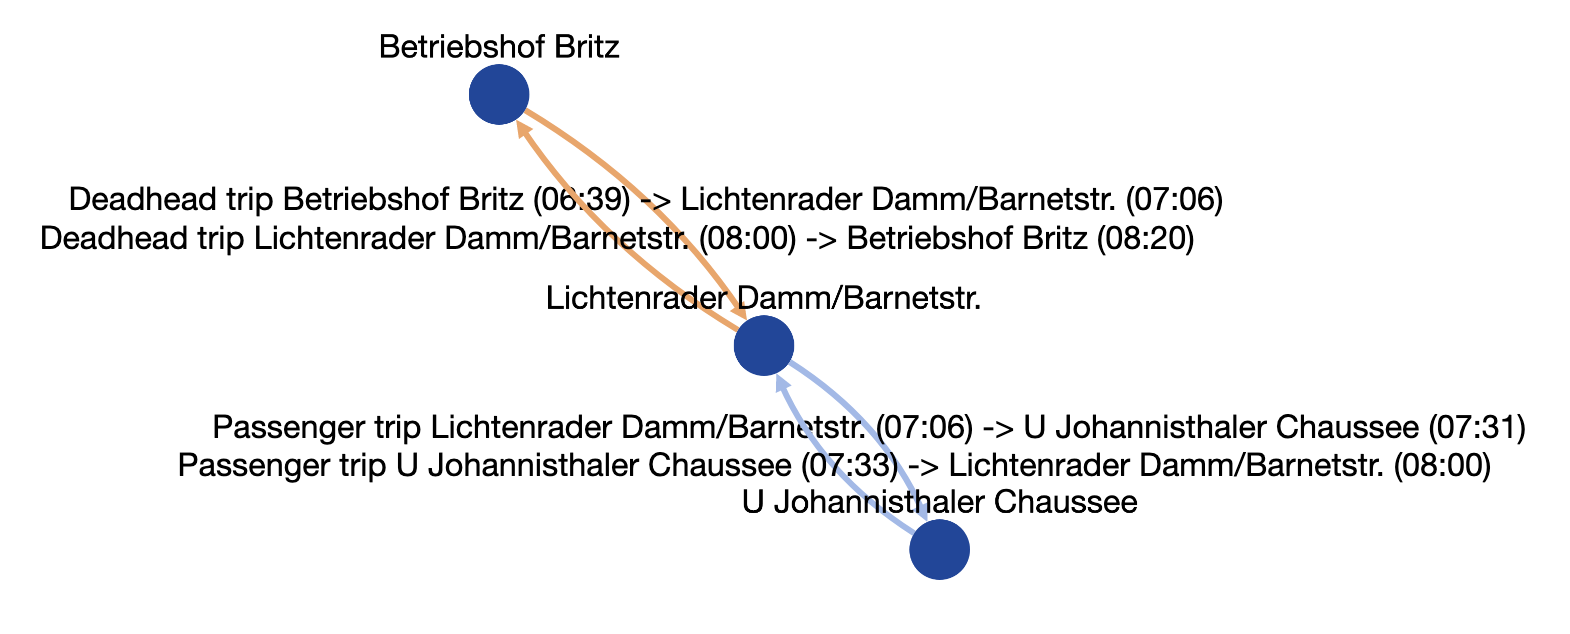 Betriebshof Britz
Deadhead trip Betriebshof Britz (06:39) -> Lichtenrader Damm/Barnetstr. (07:06)
Deadhead trip Lichtenrader Damm/Barnetstr. (08:00) -> Betriebshof Britz (08:20)
Lichtenrader Damm/Barnetstr.
Passenger trip Lichtenrader Damm/Barnetstr. (07:06) -> U Johannisthaler Chaussee (07:31)
Passenger trip U Johannisthaler Chaussee (07:33) -> Lichtenrader Damm/Barnetstr. (08:00)
U Johannisthaler Chaussee